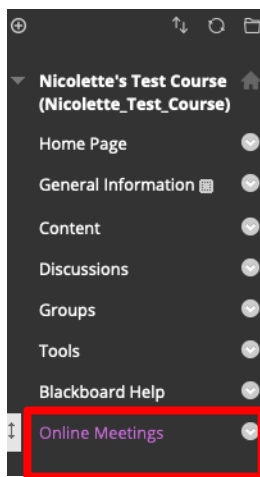 Nicolette's Test Course
(Nicolette_Test_Course)
Home Page
General Information
Content
Discussions
Groups
Tools
Blackboard Help
Online Meetings